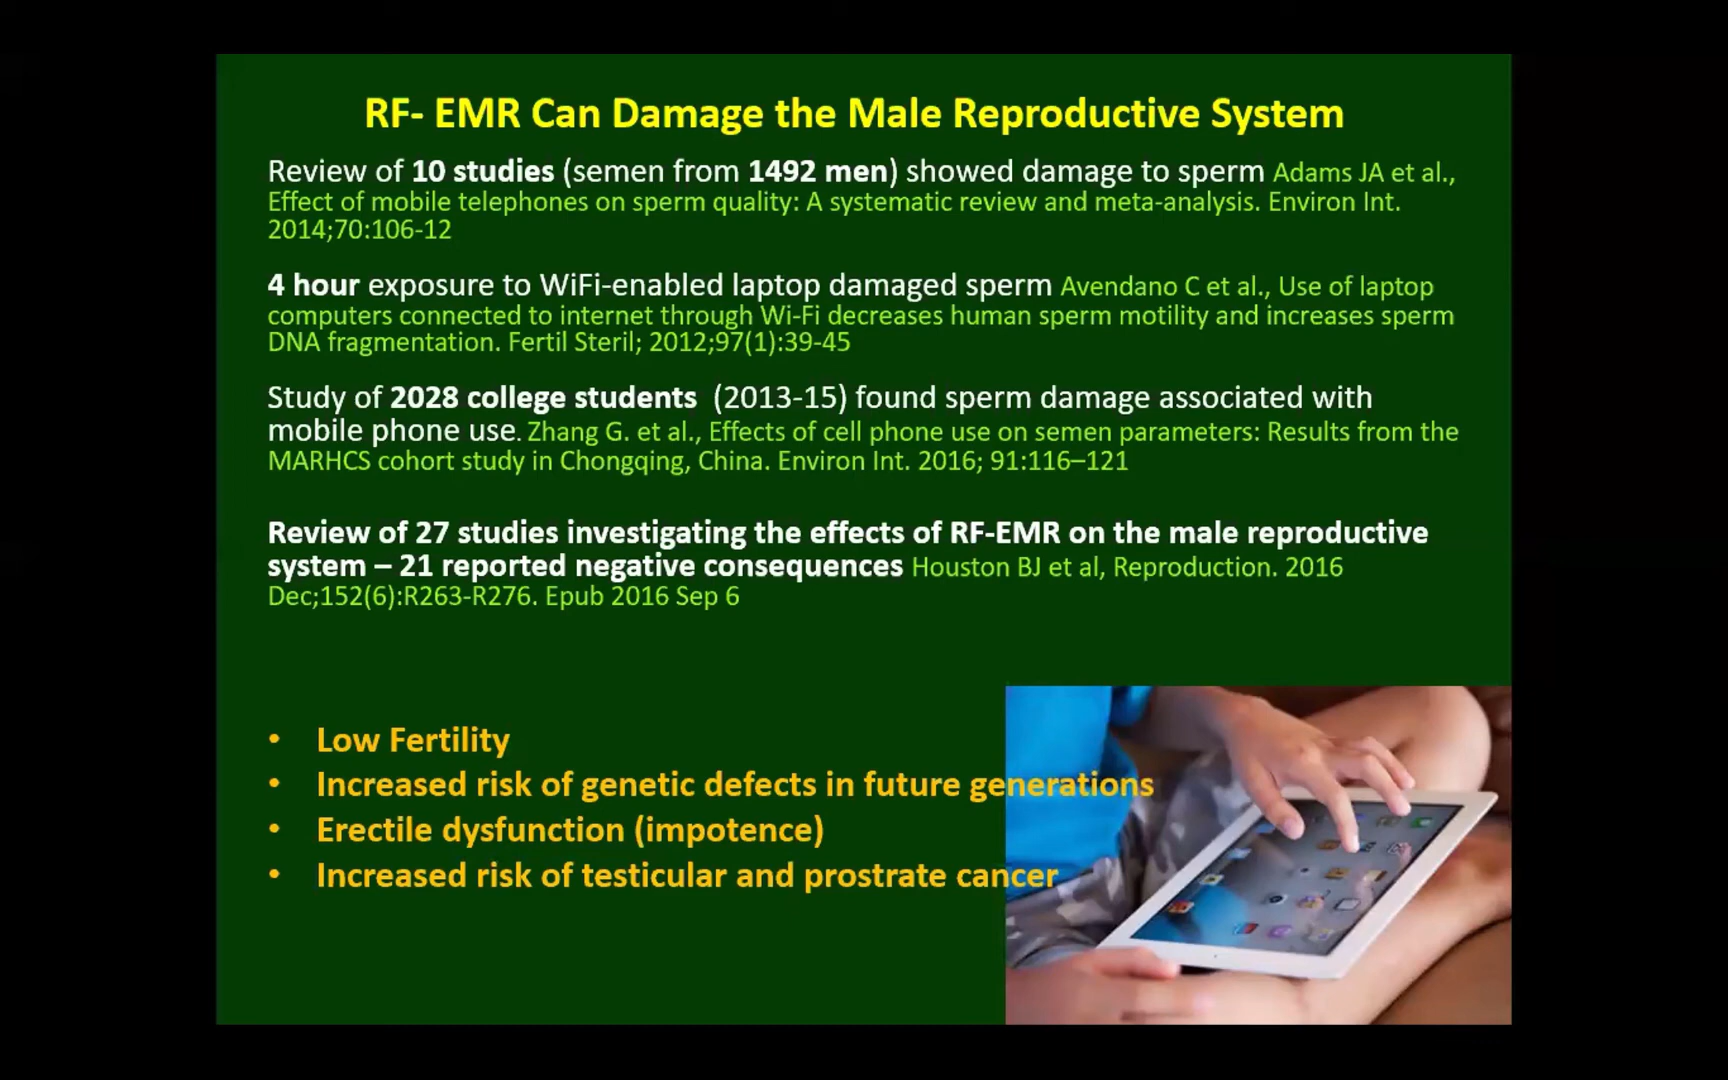 RF- EMR Can Damage the Male Reproductive System
Review of 10 studies (semen from 1492 men) showed damage to sperm Adams JA et al.,
Effect of mobile telephones on sperm quality: A systematic review and meta-analysis. Environ Int.
2014;70:106-12
4 hour exposure to WiFi-enabled laptop damaged sperm Avendano C et al., Use of laptop
computers connected to internet through Wi-Fi decreases human sperm motility and increases sperm
DNA fragmentation. Fertil Steril; 2012;97(1):39-45
Study of 2028 college students (2013-15) found sperm damage associated with
mobile phone use. Zhang G. et al., Effects of cell phone use on semen parameters: Results from the
MARHCS cohort study in Chongqing, China. Environ Int. 2016; 91:116–121
Review of 27 studies investigating the effects of RF-EMR on the male reproductive
system – 21 reported negative consequences Houston BJ et al, Reproduction. 2016
Dec;152(6):R263-R276. Epub 2016 Sep 6
• Low Fertility
• Increased risk of genetic defects in future generations
• Erectile dysfunction (impotence)
• Increased risk of testicular and prostrate cancer